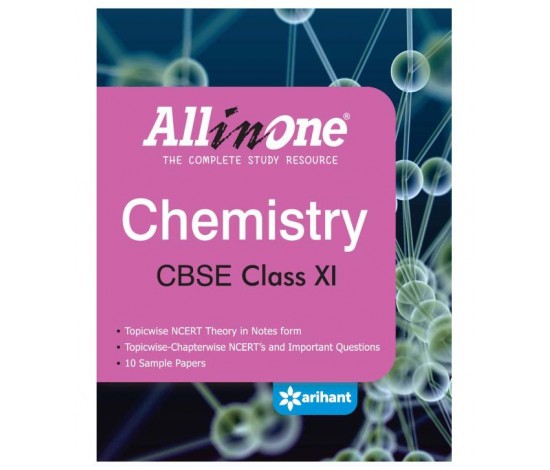 All in One®
THE COMPLETE STUDY RESOURCE
Chemistry
CBSE Class XI
• Topicwise NCERT Theory in Notes form
• Topicwise-Chapterwise NCERT's and Important Questions
• 10 Sample Papers
arihant